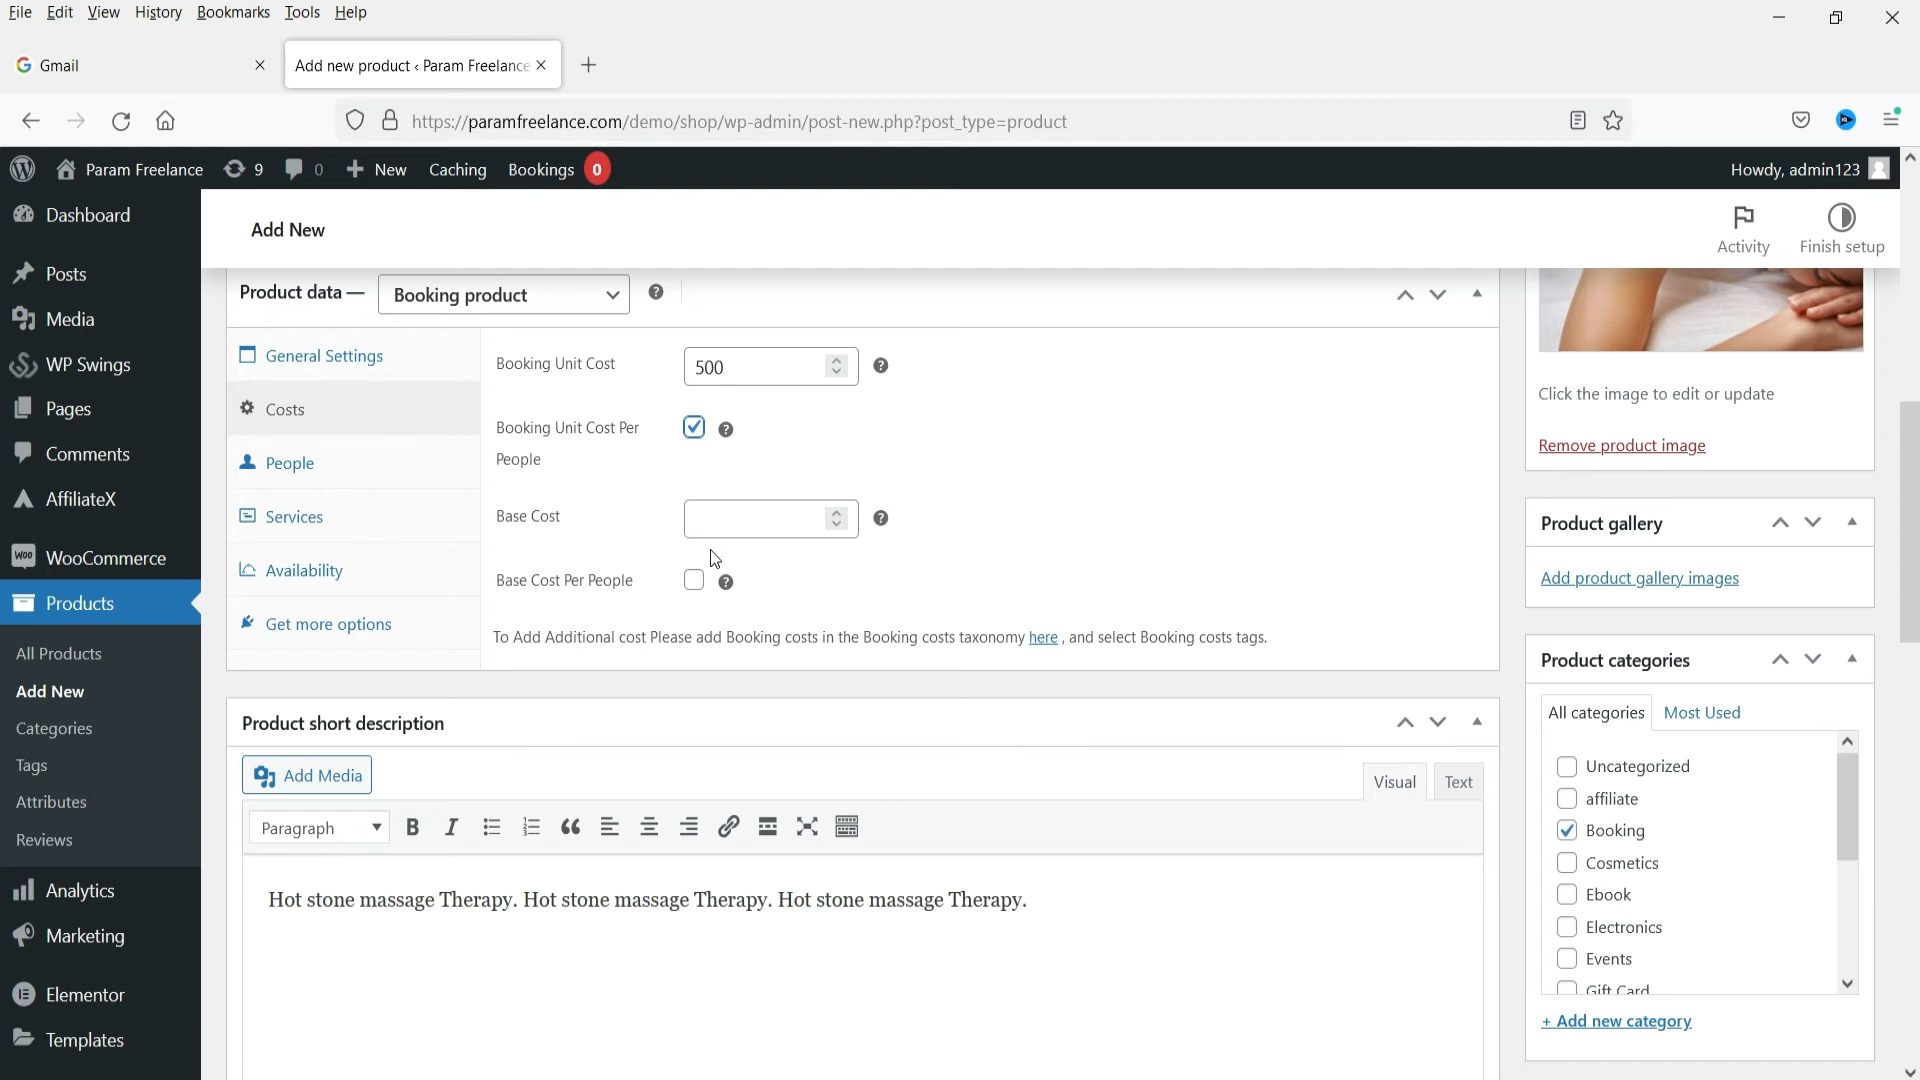 File Edit View History Bookmarks Tools Help
Gmail
Add new product ‹ Param Freelance
https://paramfreelance.com/demo/shop/wp-admin/post-new.php?post_type=product
Param Freelance 9 0 New Caching Bookings 0
Howdy, admin123
Dashboard
Posts
Media
WP Swings
Pages
Comments
AffiliateX
WooCommerce
Products
All Products
Add New
Categories
Tags
Attributes
Reviews
Analytics
Marketing
Elementor
Templates
Add New
Activity
Finish setup
Product data —
Booking product
General Settings
Costs
People
Services
Availability
Get more options
Booking Unit Cost
500
Booking Unit Cost Per
People
Base Cost
Base Cost Per People
To Add Additional cost Please add Booking costs in the Booking costs taxonomy here , and select Booking costs tags.
Product short description
Add Media
Visual
Text
Paragraph
Hot stone massage Therapy. Hot stone massage Therapy. Hot stone massage Therapy.
Click the image to edit or update
Remove product image
Product gallery
Add product gallery images
Product categories
All categories
Most Used
Uncategorized
affiliate
Booking
Cosmetics
Ebook
Electronics
Events
Gift Card
+ Add new category